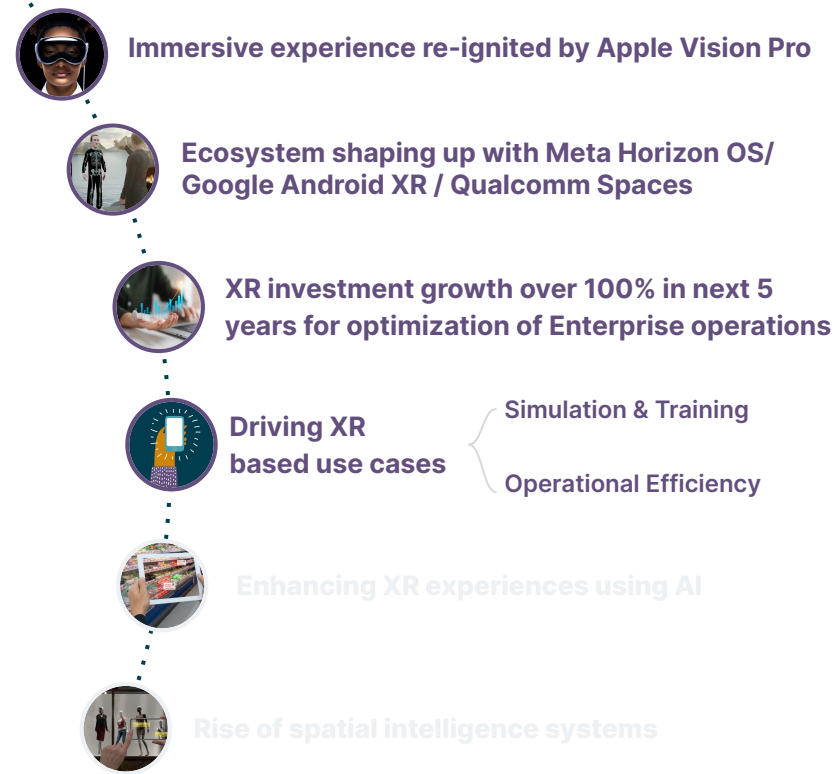 Immersive experience re-ignited by Apple Vision Pro
Ecosystem shaping up with Meta Horizon OS/
Google Android XR / Qualcomm Spaces
XR investment growth over 100% in next 5
years for optimization of Enterprise operations
Driving XR
based use cases
Simulation & Training
Operational Efficiency
Enhancing XR experiences using AI
Rise of spatial intelligence systems